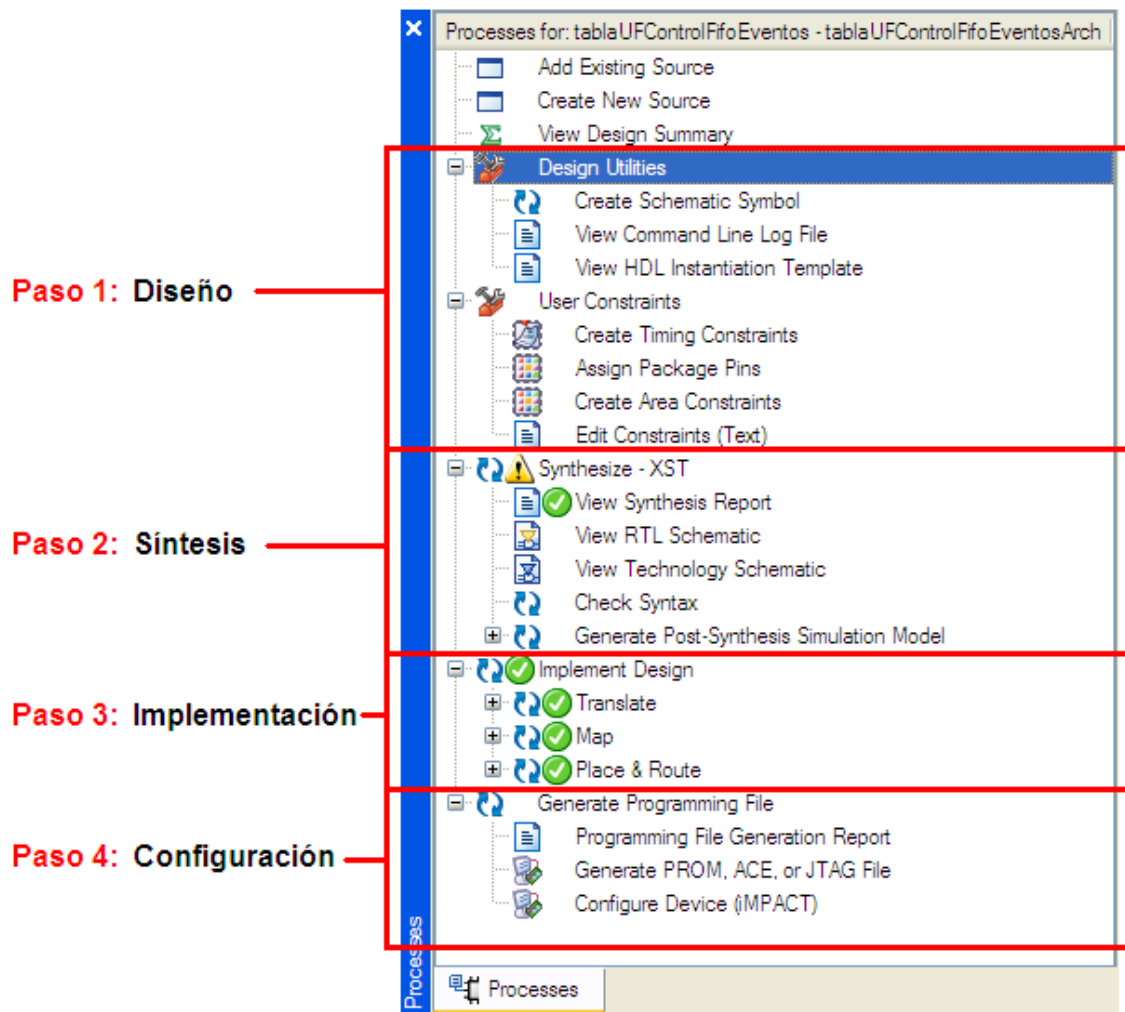 Processes for: tablaUFControlFifoEventos - tablaUFControlFifoEventosArch
Add Existing Source
Create New Source
View Design Summary
Design Utilities
Create Schematic Symbol
View Command Line Log File
View HDL Instantiation Template
Paso 1: Diseño
User Constraints
Create Timing Constraints
Assign Package Pins
Create Area Constraints
Edit Constraints (Text)
Synthesize - XST
View Synthesis Report
View RTL Schematic
Paso 2: Síntesis
View Technology Schematic
Check Syntax
Generate Post-Synthesis Simulation Model
Implement Design
Translate
Paso 3: Implementación
Map
Place & Route
Generate Programming File
Programming File Generation Report
Paso 4: Configuración
Generate PROM, ACE, or JTAG File
Configure Device (iMPACT)
Processes
Processes